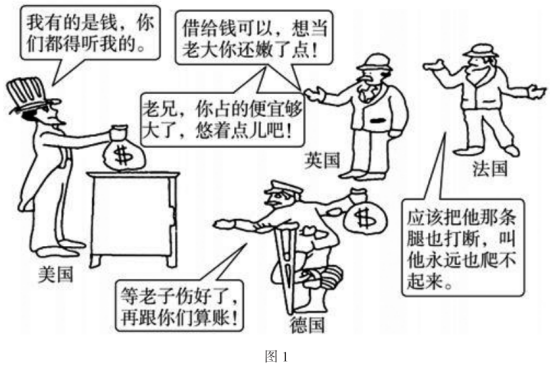 我有的是钱，你
们都得听我的。
借给钱可以，想当
老大你还嫩了点！
老兄，你占的便宜够
大了，悠着点儿吧！
英国
法国
美国
应该把他那条
腿也打断，叫
他永远也爬不
起来。
等老子伤好了，
再跟你们算账！
德国
$
$
图 1